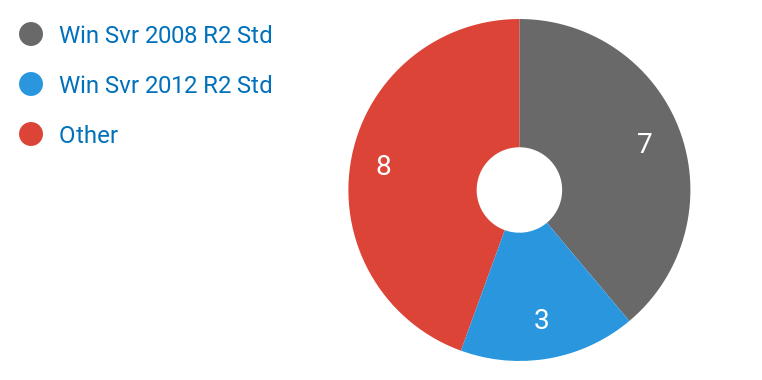 Win Svr 2008 R2 Std
Win Svr 2012 R2 Std
Other
7
8
3